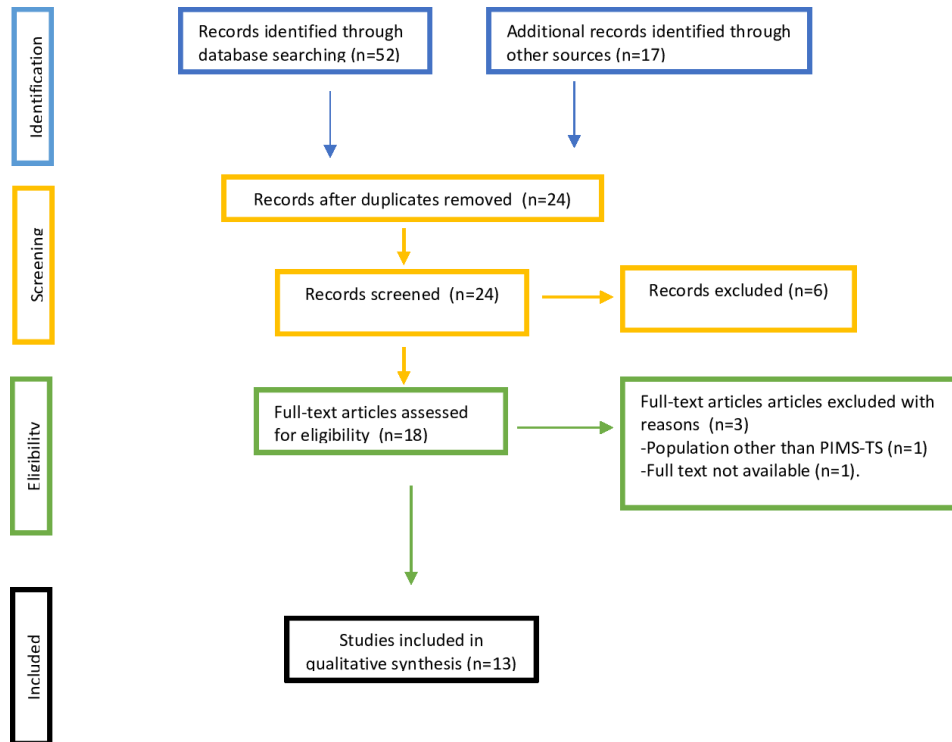 Identification
Records identified through
database searching (n=52)
Additional records identified through
other sources (n=17)
Screening
Records after duplicates removed (n=24)
Records screened (n=24)
Records excluded (n=6)
Eligibility
Full-text articles assessed
for eligibility (n=18)
Full-text articles articles excluded with
reasons (n=3)
-Population other than PIMS-TS (n=1)
-Full text not available (n=1).
Included
Studies included in
qualitative synthesis (n=13)